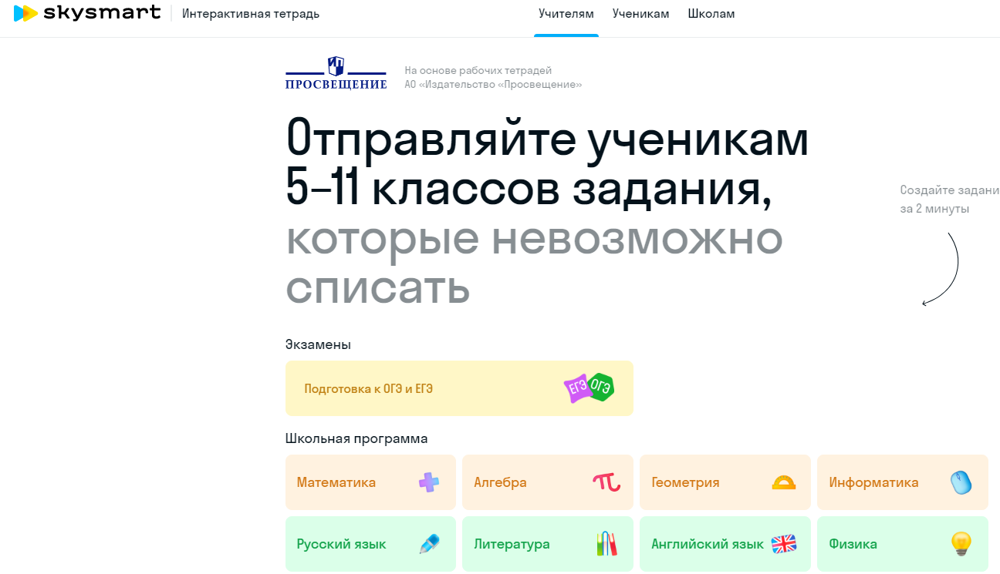 skysmart
Интерактивная тетрадь
Учителям
Ученикам
Школам
ПРОСВЕЩЕНИЕ
На основе рабочих тетрадей
АО «Издательство «Просвещение»
Отправляйте ученикам
5–11 классов задания,
которые невозможно
списать
Создайте задани
за 2 минуты
Экзамены
Подготовка к ОГЭ и ЕГЭ
ЕГЭ
ОГЭ
Школьная программа
Математика
Алгебра
Геометрия
Информатика
Русский язык
Литература
Английский язык
Физика